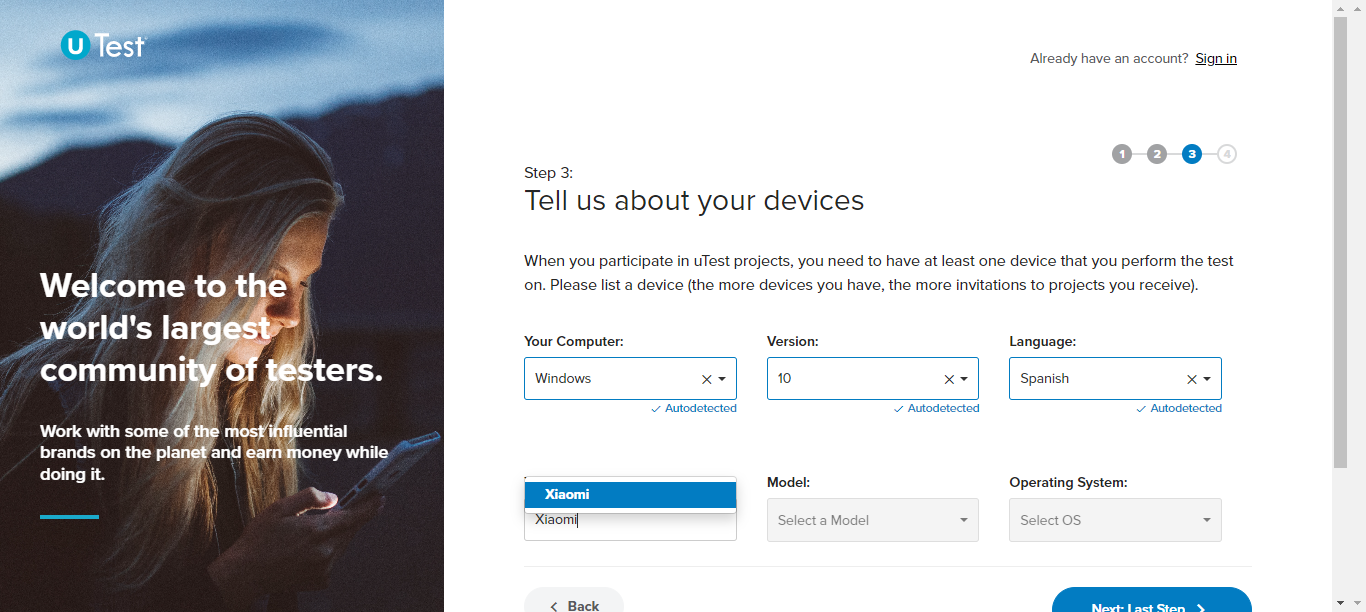 U Test
Already have an account? Sign in
1 2 3 4
Step 3:
Tell us about your devices
When you participate in uTest projects, you need to have at least one device that you perform the test
on. Please list a device (the more devices you have, the more invitations to projects you receive).
Welcome to the
world's largest
community of testers.
Work with some of the most influential
brands on the planet and earn money while
doing it.
Your Computer: Version: Language:
Windows 10 Spanish
Autodetected Autodetected Autodetected
Model: Operating System:
Xiaomi
Xiaomi Select a Model Select OS
Back Next: Last Step